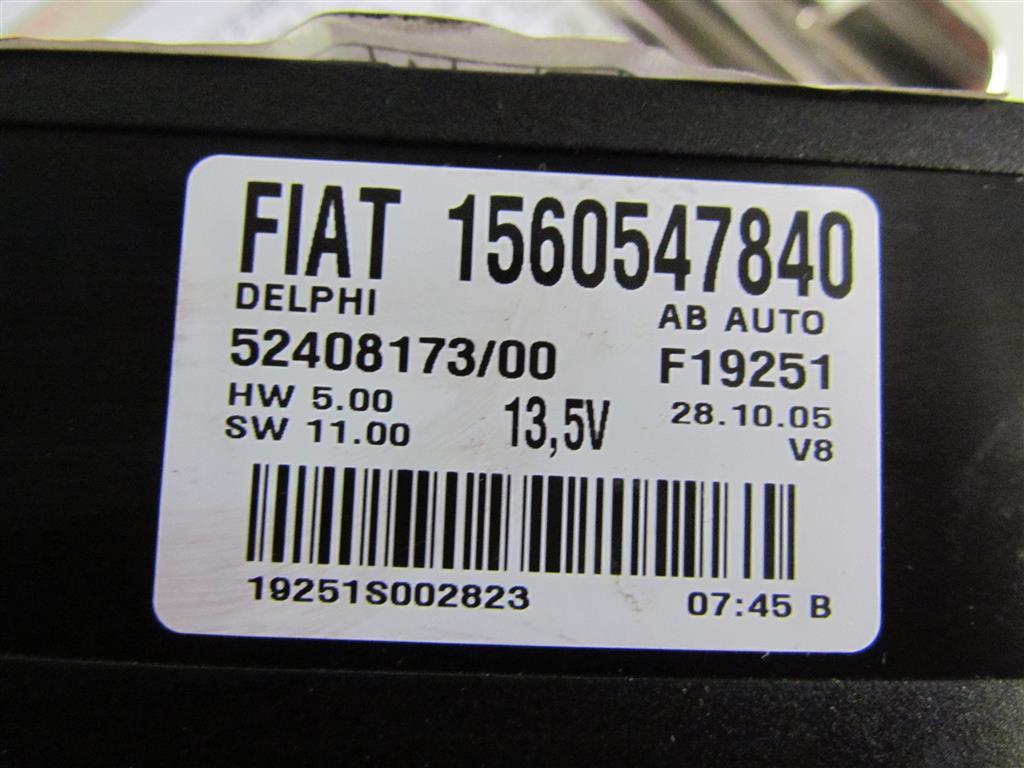 FIAT 1560547840
DELPHI AB AUTO
52408173/00 F19251
HW 5.00 13,5V 28.10.05
SW 11.00 V8
19251S002823 07:45 B